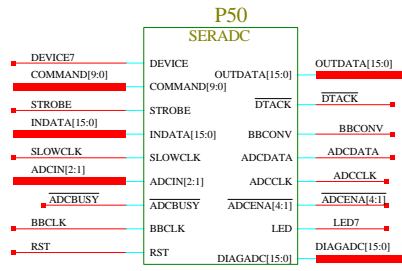 P50
SERADC
DEVICE7
DEVICE
OUTDATA[15:0]
OUTDATA[15:0]
COMMAND[9:0]
COMMAND[9:0]
DTACK
DTACK
STROBE
STROBE
INDATA[15:0]
INDATA[15:0]
BBCONV
BBCONV
SLOWCLK
SLOWCLK
ADCDATA
ADCDATA
ADCIN[2:1]
ADCIN[2:1]
ADCCLK
ADCCLK
ADCBUSY
ADCBUSY
ADCENA[4:1]
ADCENA[4:1]
BBCLK
BBCLK
LED
LED7
RST
RST
DIAGADC[15:0]
DIAGADC[15:0]